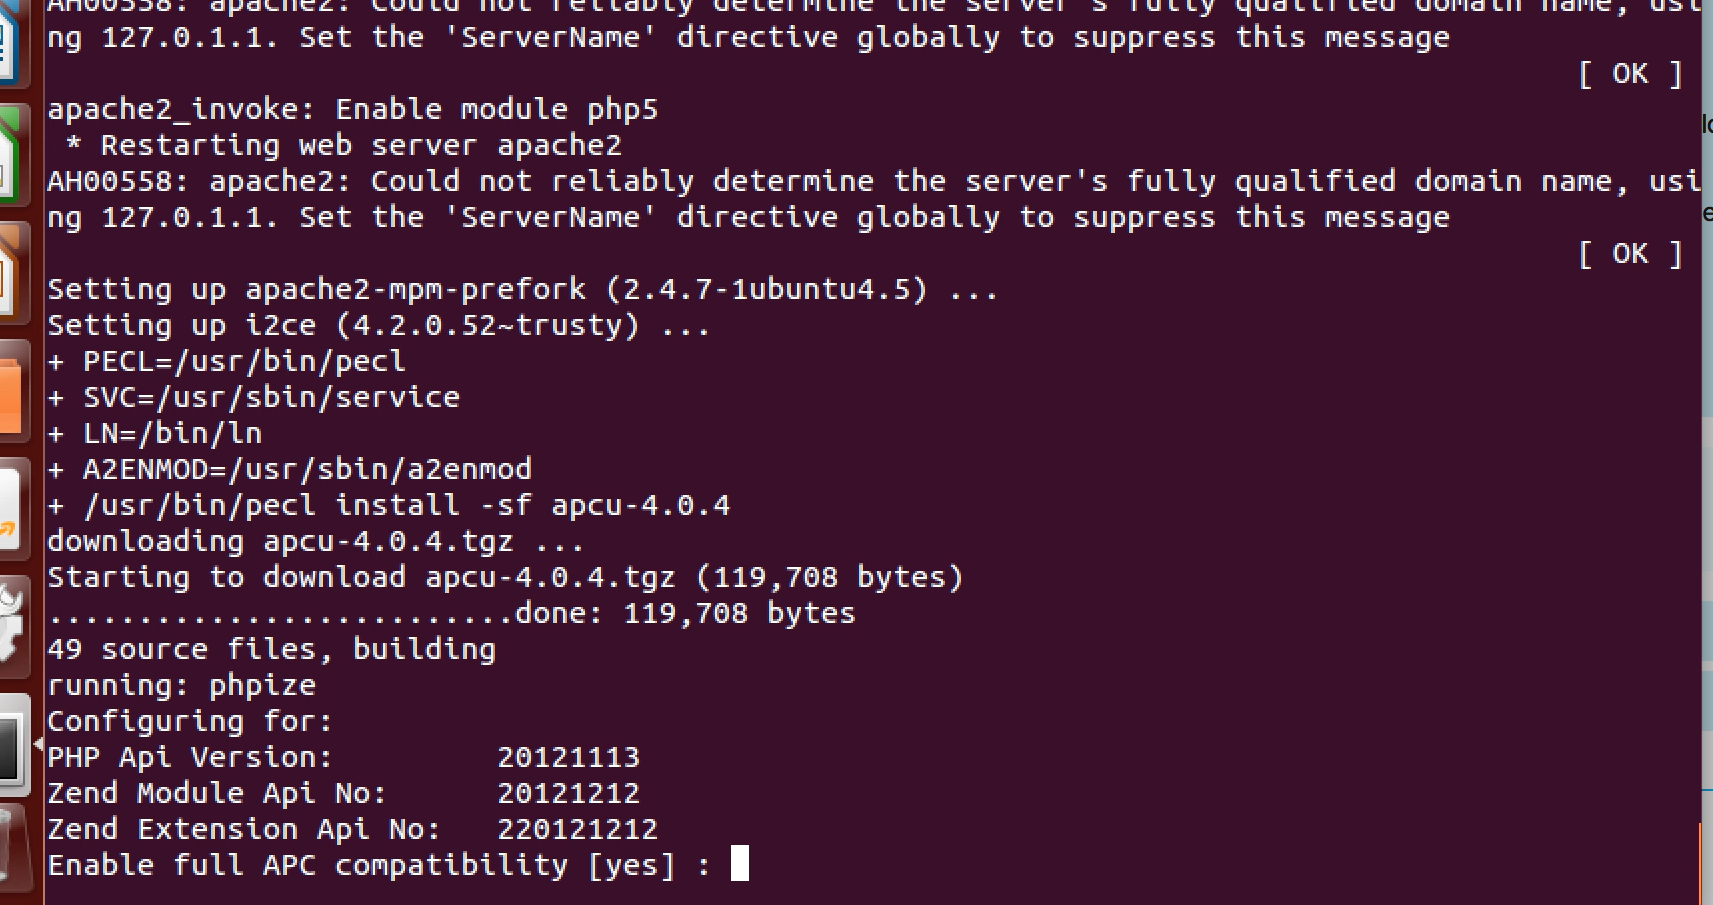 AH00558: apache2: Could not reliably determine the server's fully qualified domain name, usi
ng 127.0.1.1. Set the 'ServerName' directive globally to suppress this message
[ OK ]
apache2_invoke: Enable module php5
 * Restarting web server apache2
AH00558: apache2: Could not reliably determine the server's fully qualified domain name, usi
ng 127.0.1.1. Set the 'ServerName' directive globally to suppress this message
[ OK ]
Setting up apache2-mpm-prefork (2.4.7-1ubuntu4.5) ...
Setting up i2ce (4.2.0.52~trusty) ...
+ PECL=/usr/bin/pecl
+ SVC=/usr/sbin/service
+ LN=/bin/ln
+ A2ENMOD=/usr/sbin/a2enmod
+ /usr/bin/pecl install -sf apcu-4.0.4
downloading apcu-4.0.4.tgz ...
Starting to download apcu-4.0.4.tgz (119,708 bytes)
..........................done: 119,708 bytes
49 source files, building
running: phpize
Configuring for:
PHP Api Version:         20121113
Zend Module Api No:      20121212
Zend Extension Api No:   220121212
Enable full APC compatibility [yes] :